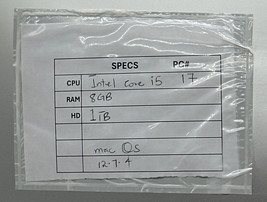 SPECS PC#
CPU Intel Core i5 17
RAM 8GB
HD 1TB
mac OS
12.7.4